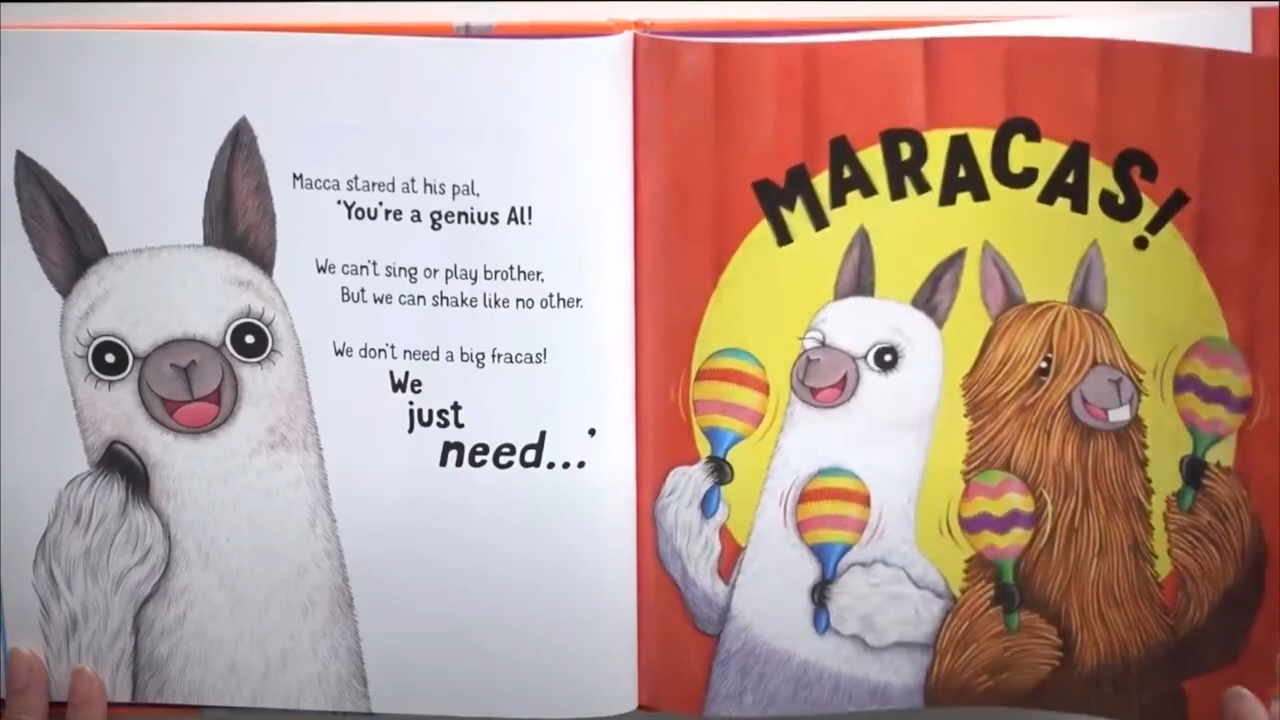 Macca stared at his pal,
'You're a genius Al!
We can't sing or play brother,
But we can shake like no other.
We don't need a big fracas!
We
just
need...'
MARACAS!